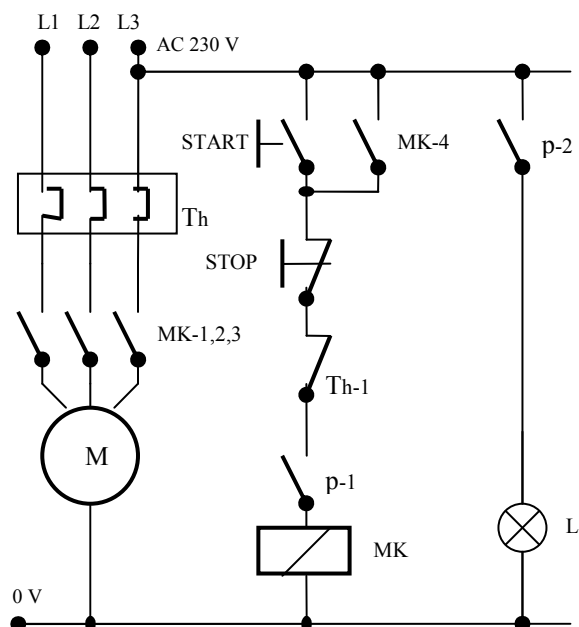 L1 L2 L3
AC 230 V
START
MK-4
p-2
Th
STOP
MK-1,2,3
Th-1
M
p-1
L
MK
0 V